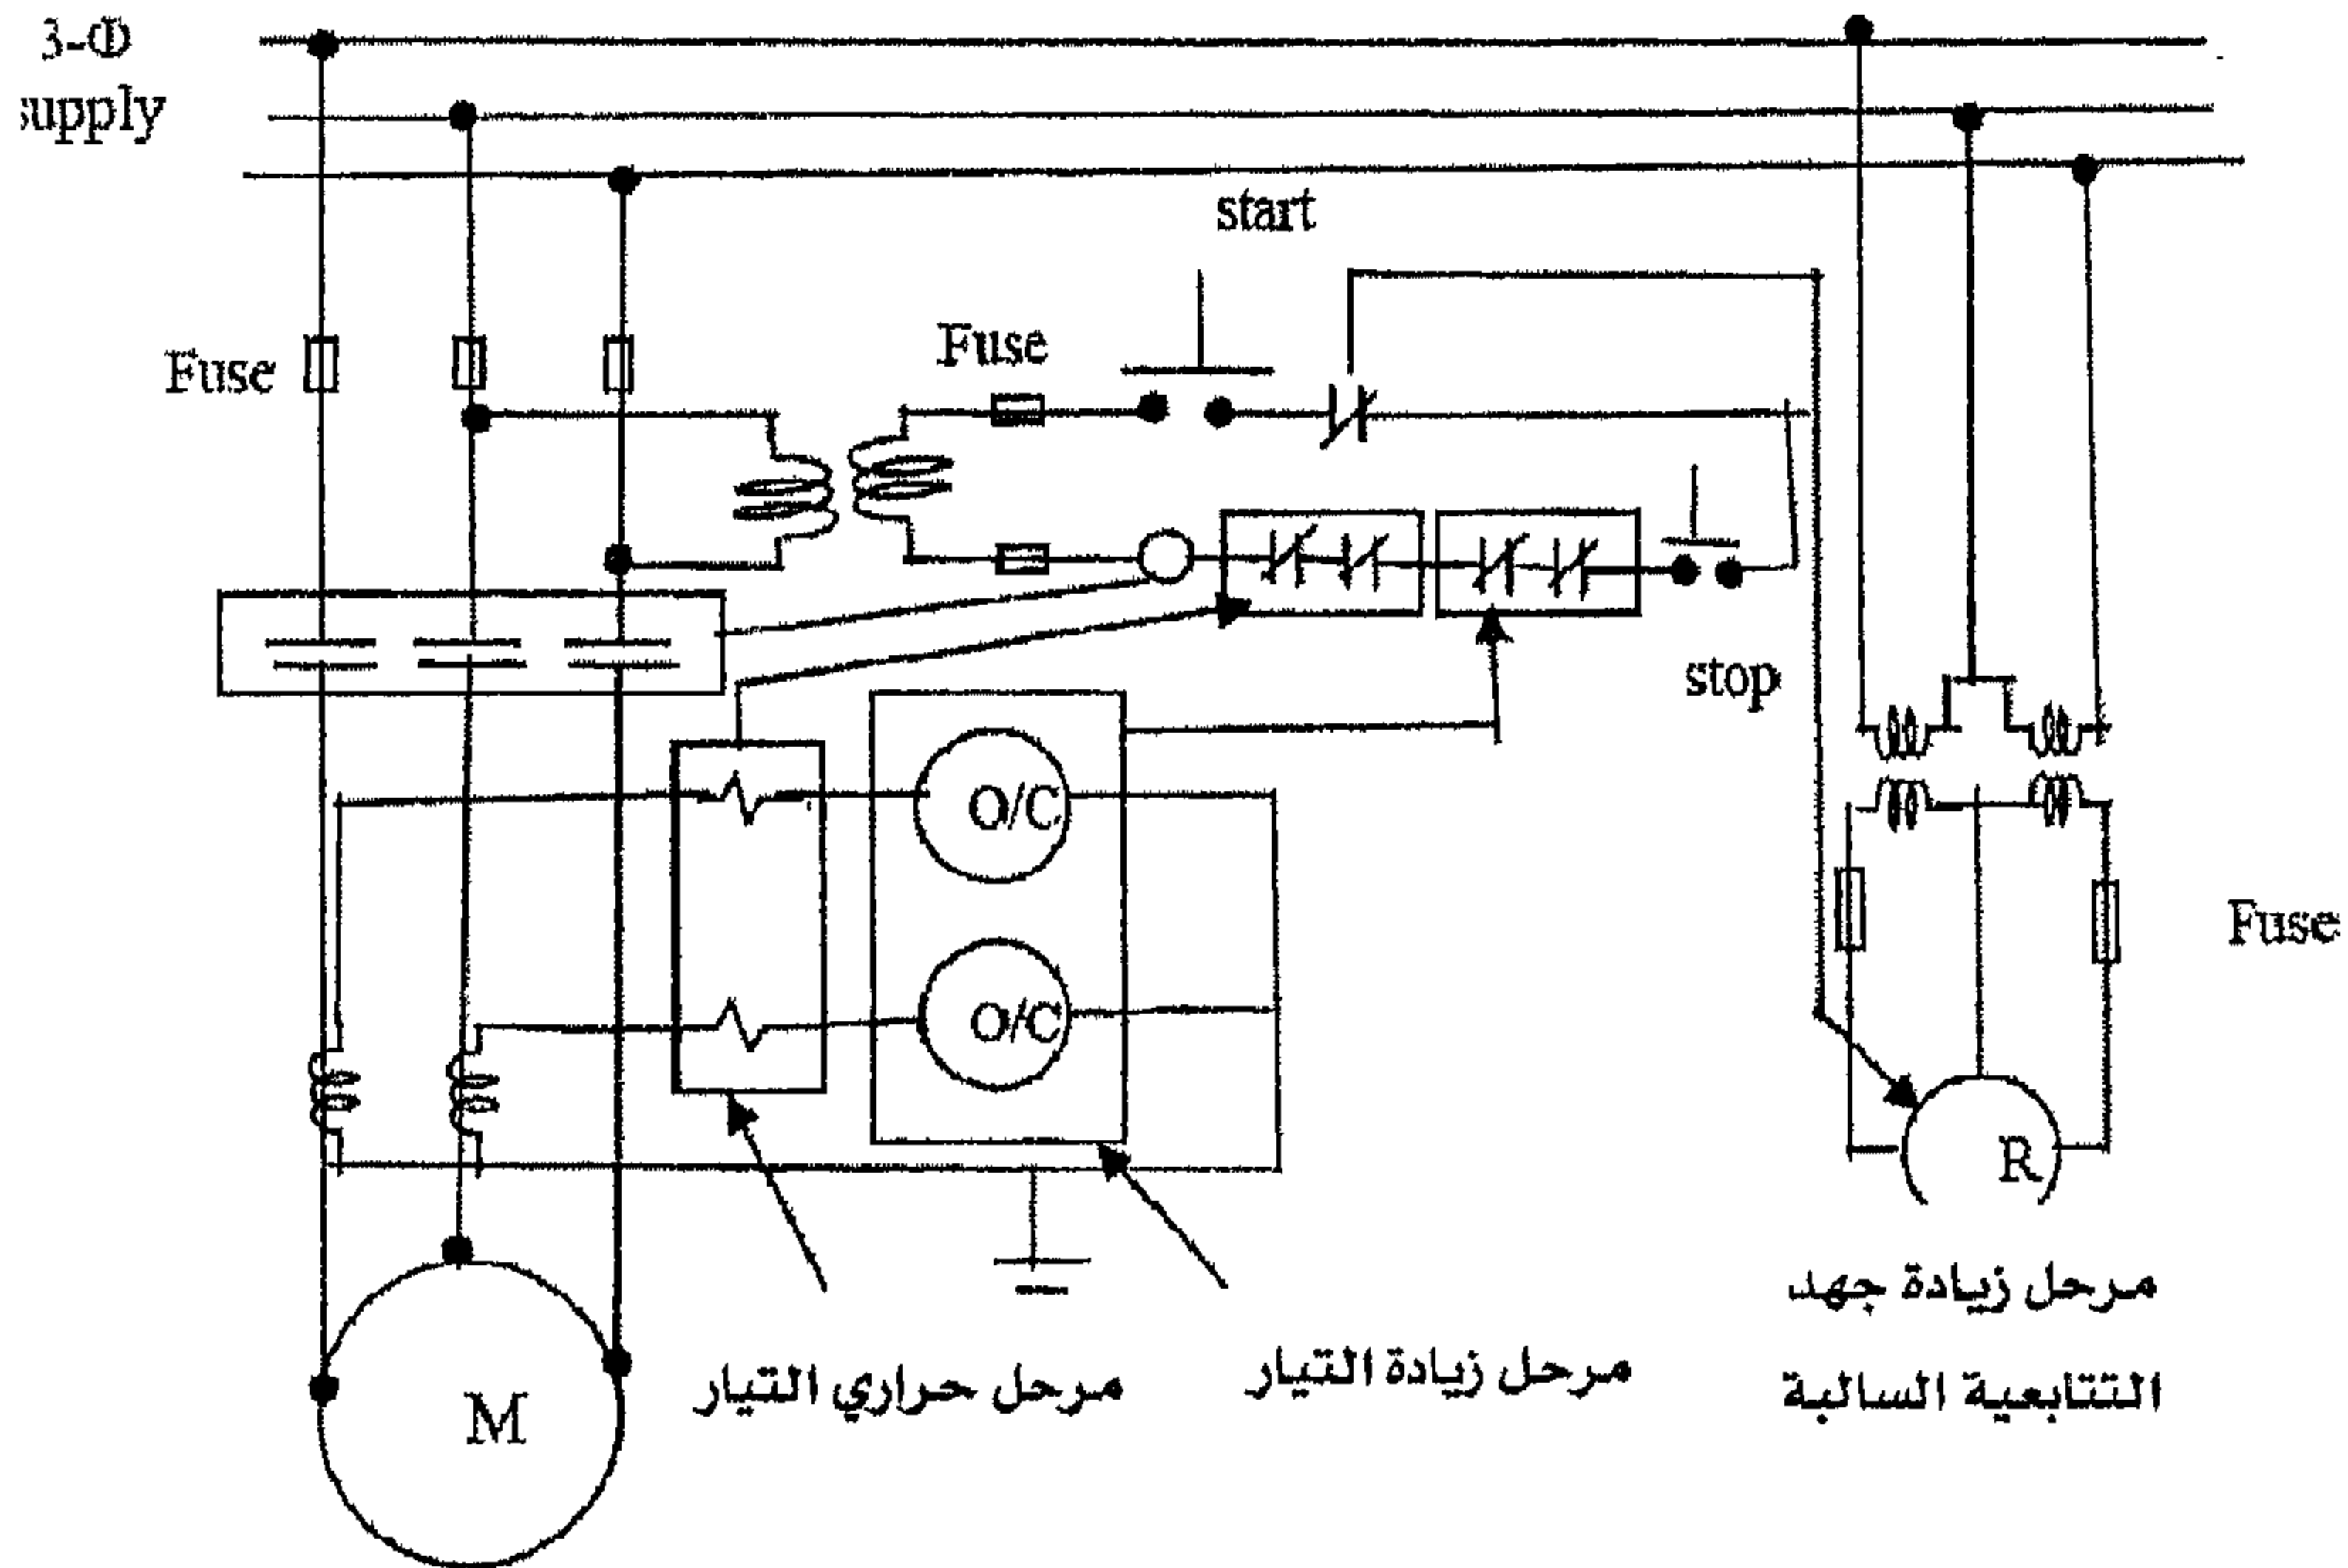 3-Φ
supply
start
Fuse
Fuse
stop
O/C
O/C
Fuse
R
M
مرحل حراري التيار
مرحل زيادة التيار
مرحل زيادة جهد
التتابعية السالبة